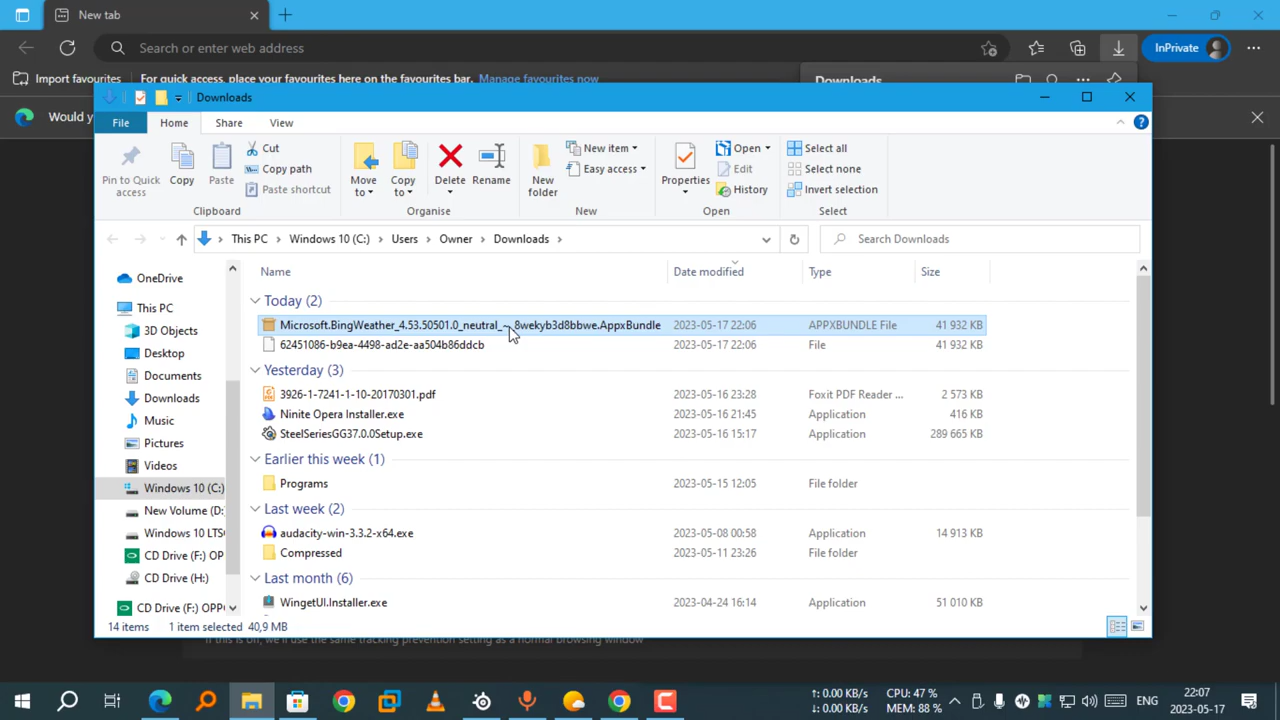 New tab
Search or enter web address
InPrivate
Import favourites
For quick access, place your favourites here on the favourites bar. Manage favourites now
Downloads
Would y
Downloads
File
Home
Share
View
Pin to Quick access
Copy
Paste
Cut
Copy path
Paste shortcut
Clipboard
Move to
Copy to
Delete
Rename
Organise
New folder
New item
Easy access
New
Properties
Open
Edit
History
Open
Select all
Select none
Invert selection
Select
This PC > Windows 10 (C:) > Users > Owner > Downloads >
Search Downloads
OneDrive
This PC
3D Objects
Desktop
Documents
Downloads
Music
Pictures
Videos
Windows 10 (C:)
New Volume (D:
Windows 10 LTS
CD Drive (F:) OP
CD Drive (H:)
CD Drive (F:) OPP
Name Date modified Type Size
Today (2)
Microsoft.BingWeather_4.53.50501.0_neutral_~_8wekyb3d8bbwe.AppxBundle 2023-05-17 22:06 APPXBUNDLE File 41 932 KB
62451086-b9ea-4498-ad2e-aa504b86ddcb 2023-05-17 22:06 File 41 932 KB
Yesterday (3)
3926-1-7241-1-10-20170301.pdf 2023-05-16 23:28 Foxit PDF Reader ... 2 573 KB
Ninite Opera Installer.exe 2023-05-16 21:45 Application 416 KB
SteelSeriesGG37.0.0Setup.exe 2023-05-16 15:17 Application 289 665 KB
Earlier this week (1)
Programs 2023-05-15 12:05 File folder
Last week (2)
audacity-win-3.3.2-x64.exe 2023-05-08 00:58 Application 14 913 KB
Compressed 2023-05-11 23:26 File folder
Last month (6)
WingetUI.Installer.exe 2023-04-24 16:14 Application 51 010 KB
14 items 1 item selected 40,9 MB
If this is off, we'll use the same tracking prevention setting as a normal browsing window
↑: 0.00 KB/s
↓: 0.00 KB/s
CPU: 47 %
MEM: 88 %
ENG
22:07
2023-05-17